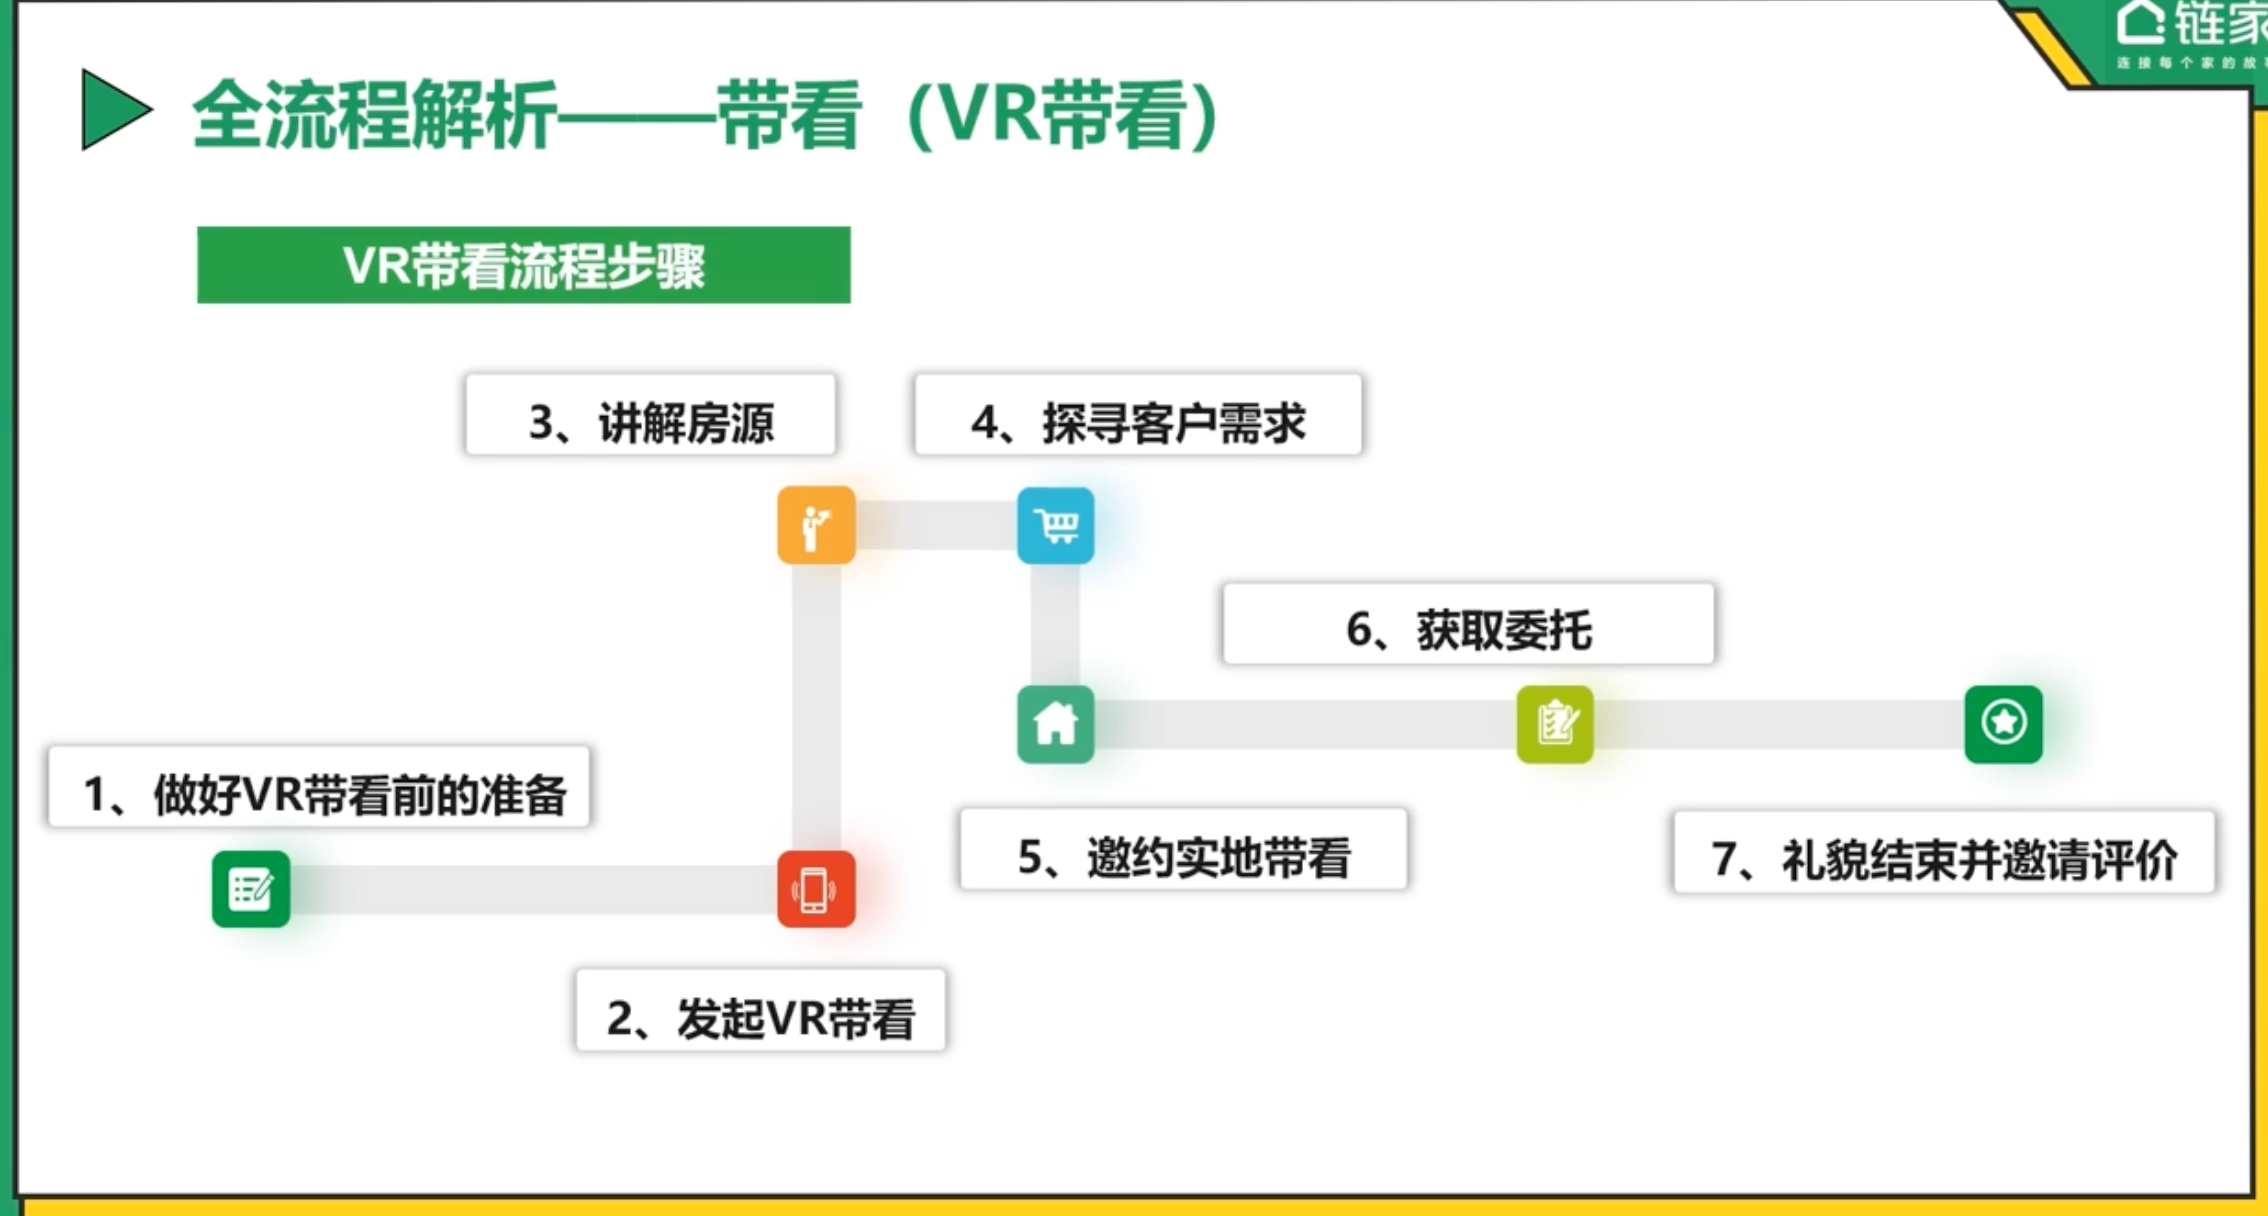 链家
连接每个家的故
全流程解析——带看（VR带看）
VR带看流程步骤
3、讲解房源
4、探寻客户需求
6、获取委托
1、做好VR带看前的准备
5、邀约实地带看
7、礼貌结束并邀请评价
2、发起VR带看